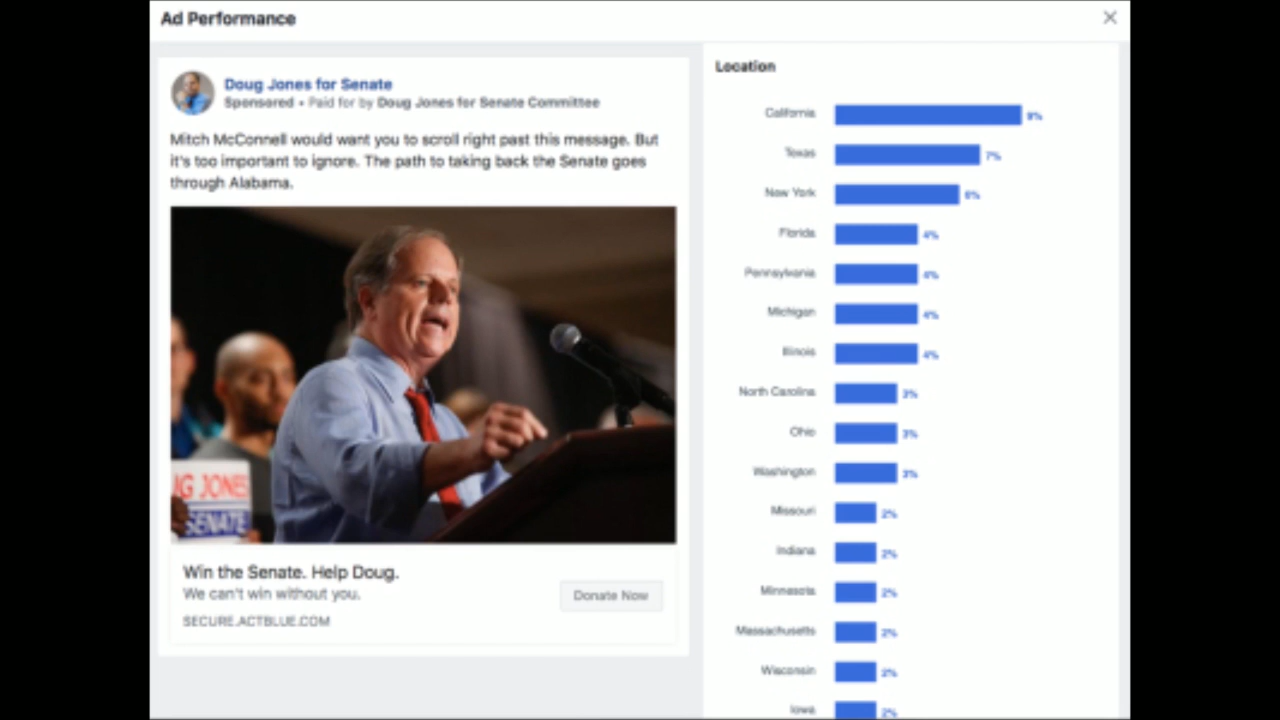 Ad Performance
Doug Jones for Senate
Sponsored • Paid for by Doug Jones for Senate Committee
Mitch McConnell would want you to scroll right past this message. But
it's too important to ignore. The path to taking back the Senate goes
through Alabama.
UG JONES
SENATE
Win the Senate. Help Doug.
We can't win without you.
SECURE.ACTBLUE.COM
Donate Now
Location
California 9%
Texas 7%
New York 6%
Florida 4%
Pennsylvania 4%
Michigan 4%
Illinois 4%
North Carolina 3%
Ohio 3%
Washington 3%
Missouri 2%
Indiana 2%
Minnesota 2%
Massachusetts 2%
Wisconsin 2%
Iowa 2%